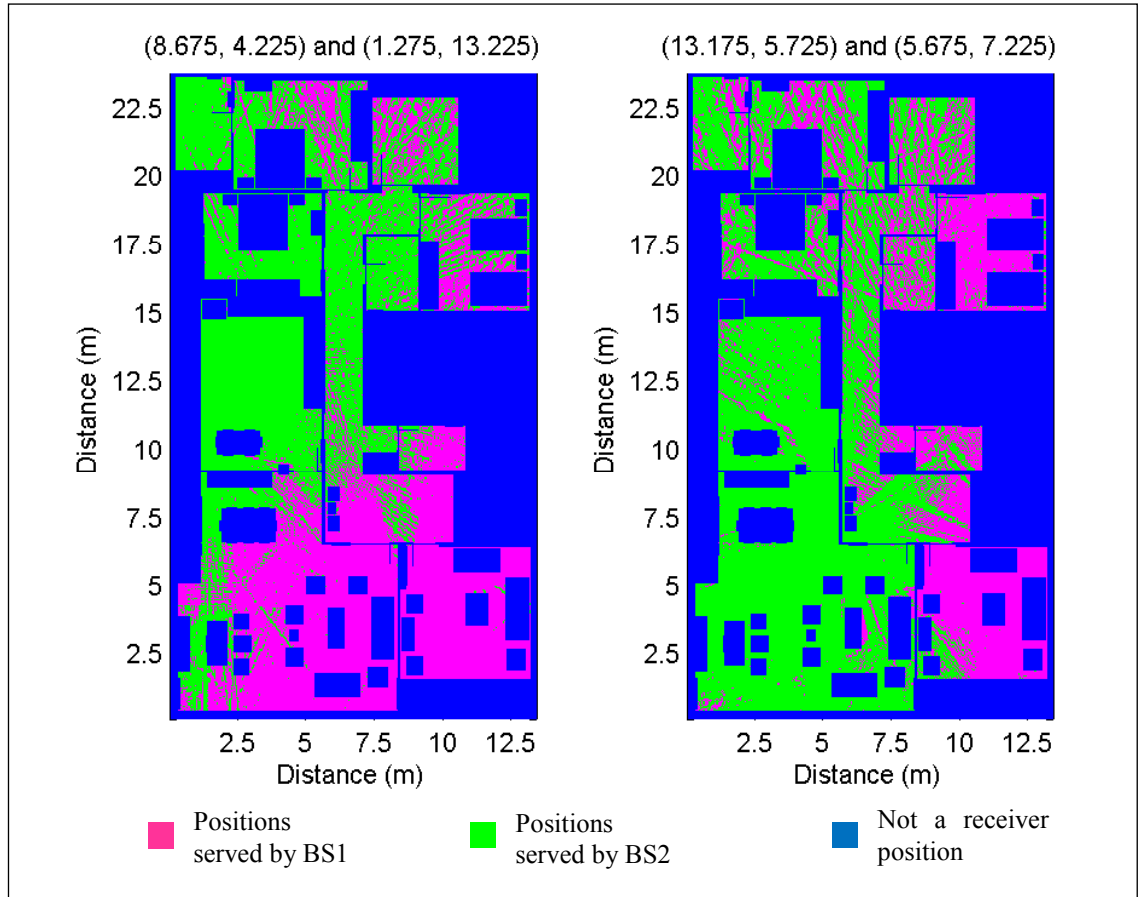 (8.675, 4.225) and (1.275, 13.225)
(13.175, 5.725) and (5.675, 7.225)
22.5
20
17.5
15
12.5
10
7.5
5
2.5
Distance (m)
2.5
5
7.5
10
12.5
Distance (m)
22.5
20
17.5
15
12.5
10
7.5
5
2.5
Distance (m)
2.5
5
7.5
10
12.5
Distance (m)
Positions
served by BS1
Positions
served by BS2
Not a receiver
position